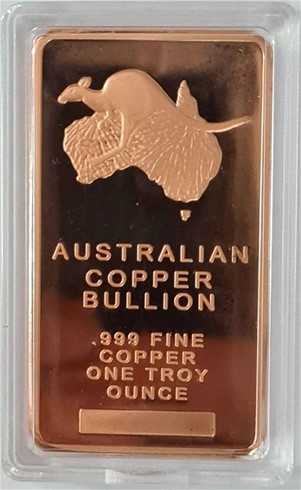 AUSTRALIAN
COPPER
BULLION
.999 FINE
COPPER
ONE TROY
OUNCE